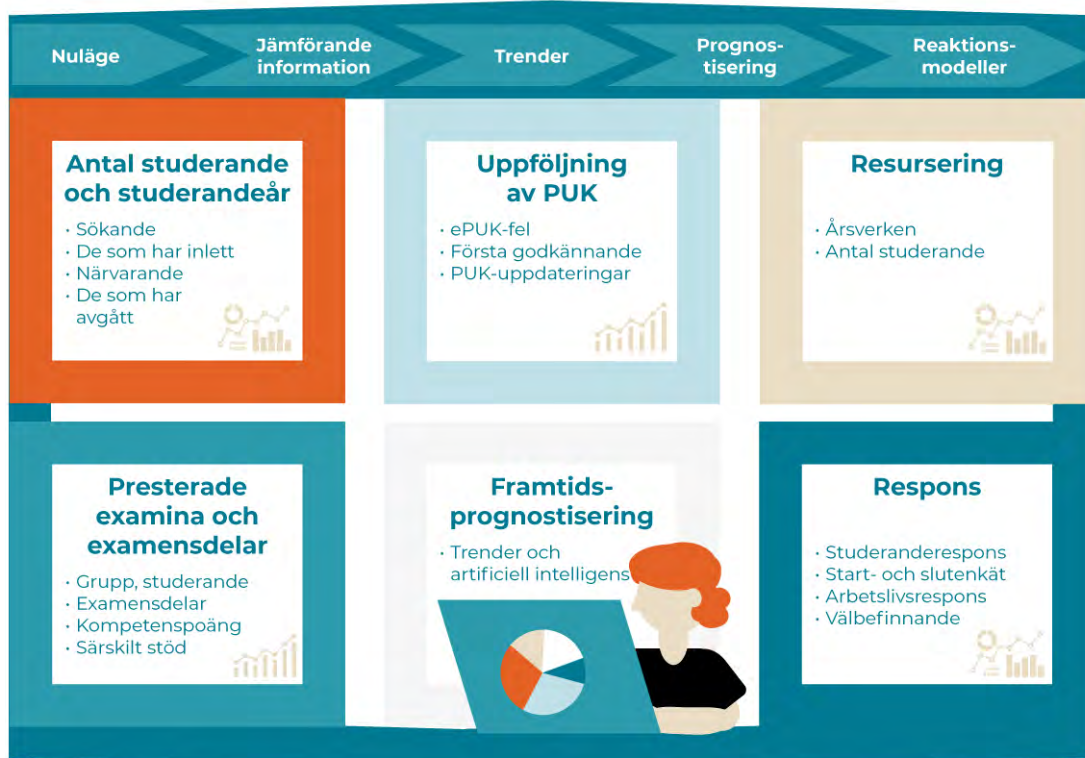 Nuläge
Jämförande
information
Trender
Prognos-
tisering
Reaktions-
modeller
Antal studerande
och studerandeår
· Sökande
· De som har inlett
· Närvarande
· De som har
avgått
Uppföljning
av PUK
· ePUK-fel
· Första godkännande
· PUK-uppdateringar
Resursering
· Årsverken
· Antal studerande
Presterade
examina och
examensdelar
· Grupp, studerande
· Examensdelar
· Kompetenspoäng
· Särskilt stöd
Framtids-
prognostisering
· Trender och
artificiell intelligens
Respons
· Studeranderespons
· Start- och slutenkät
· Arbetslivsrespons
· Välbefinnande